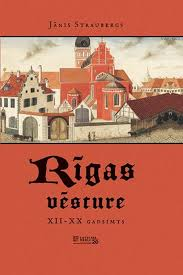 JĀNIS STRAUBERGS
Rīgas
vēsture
XII–XX GADSIMTS